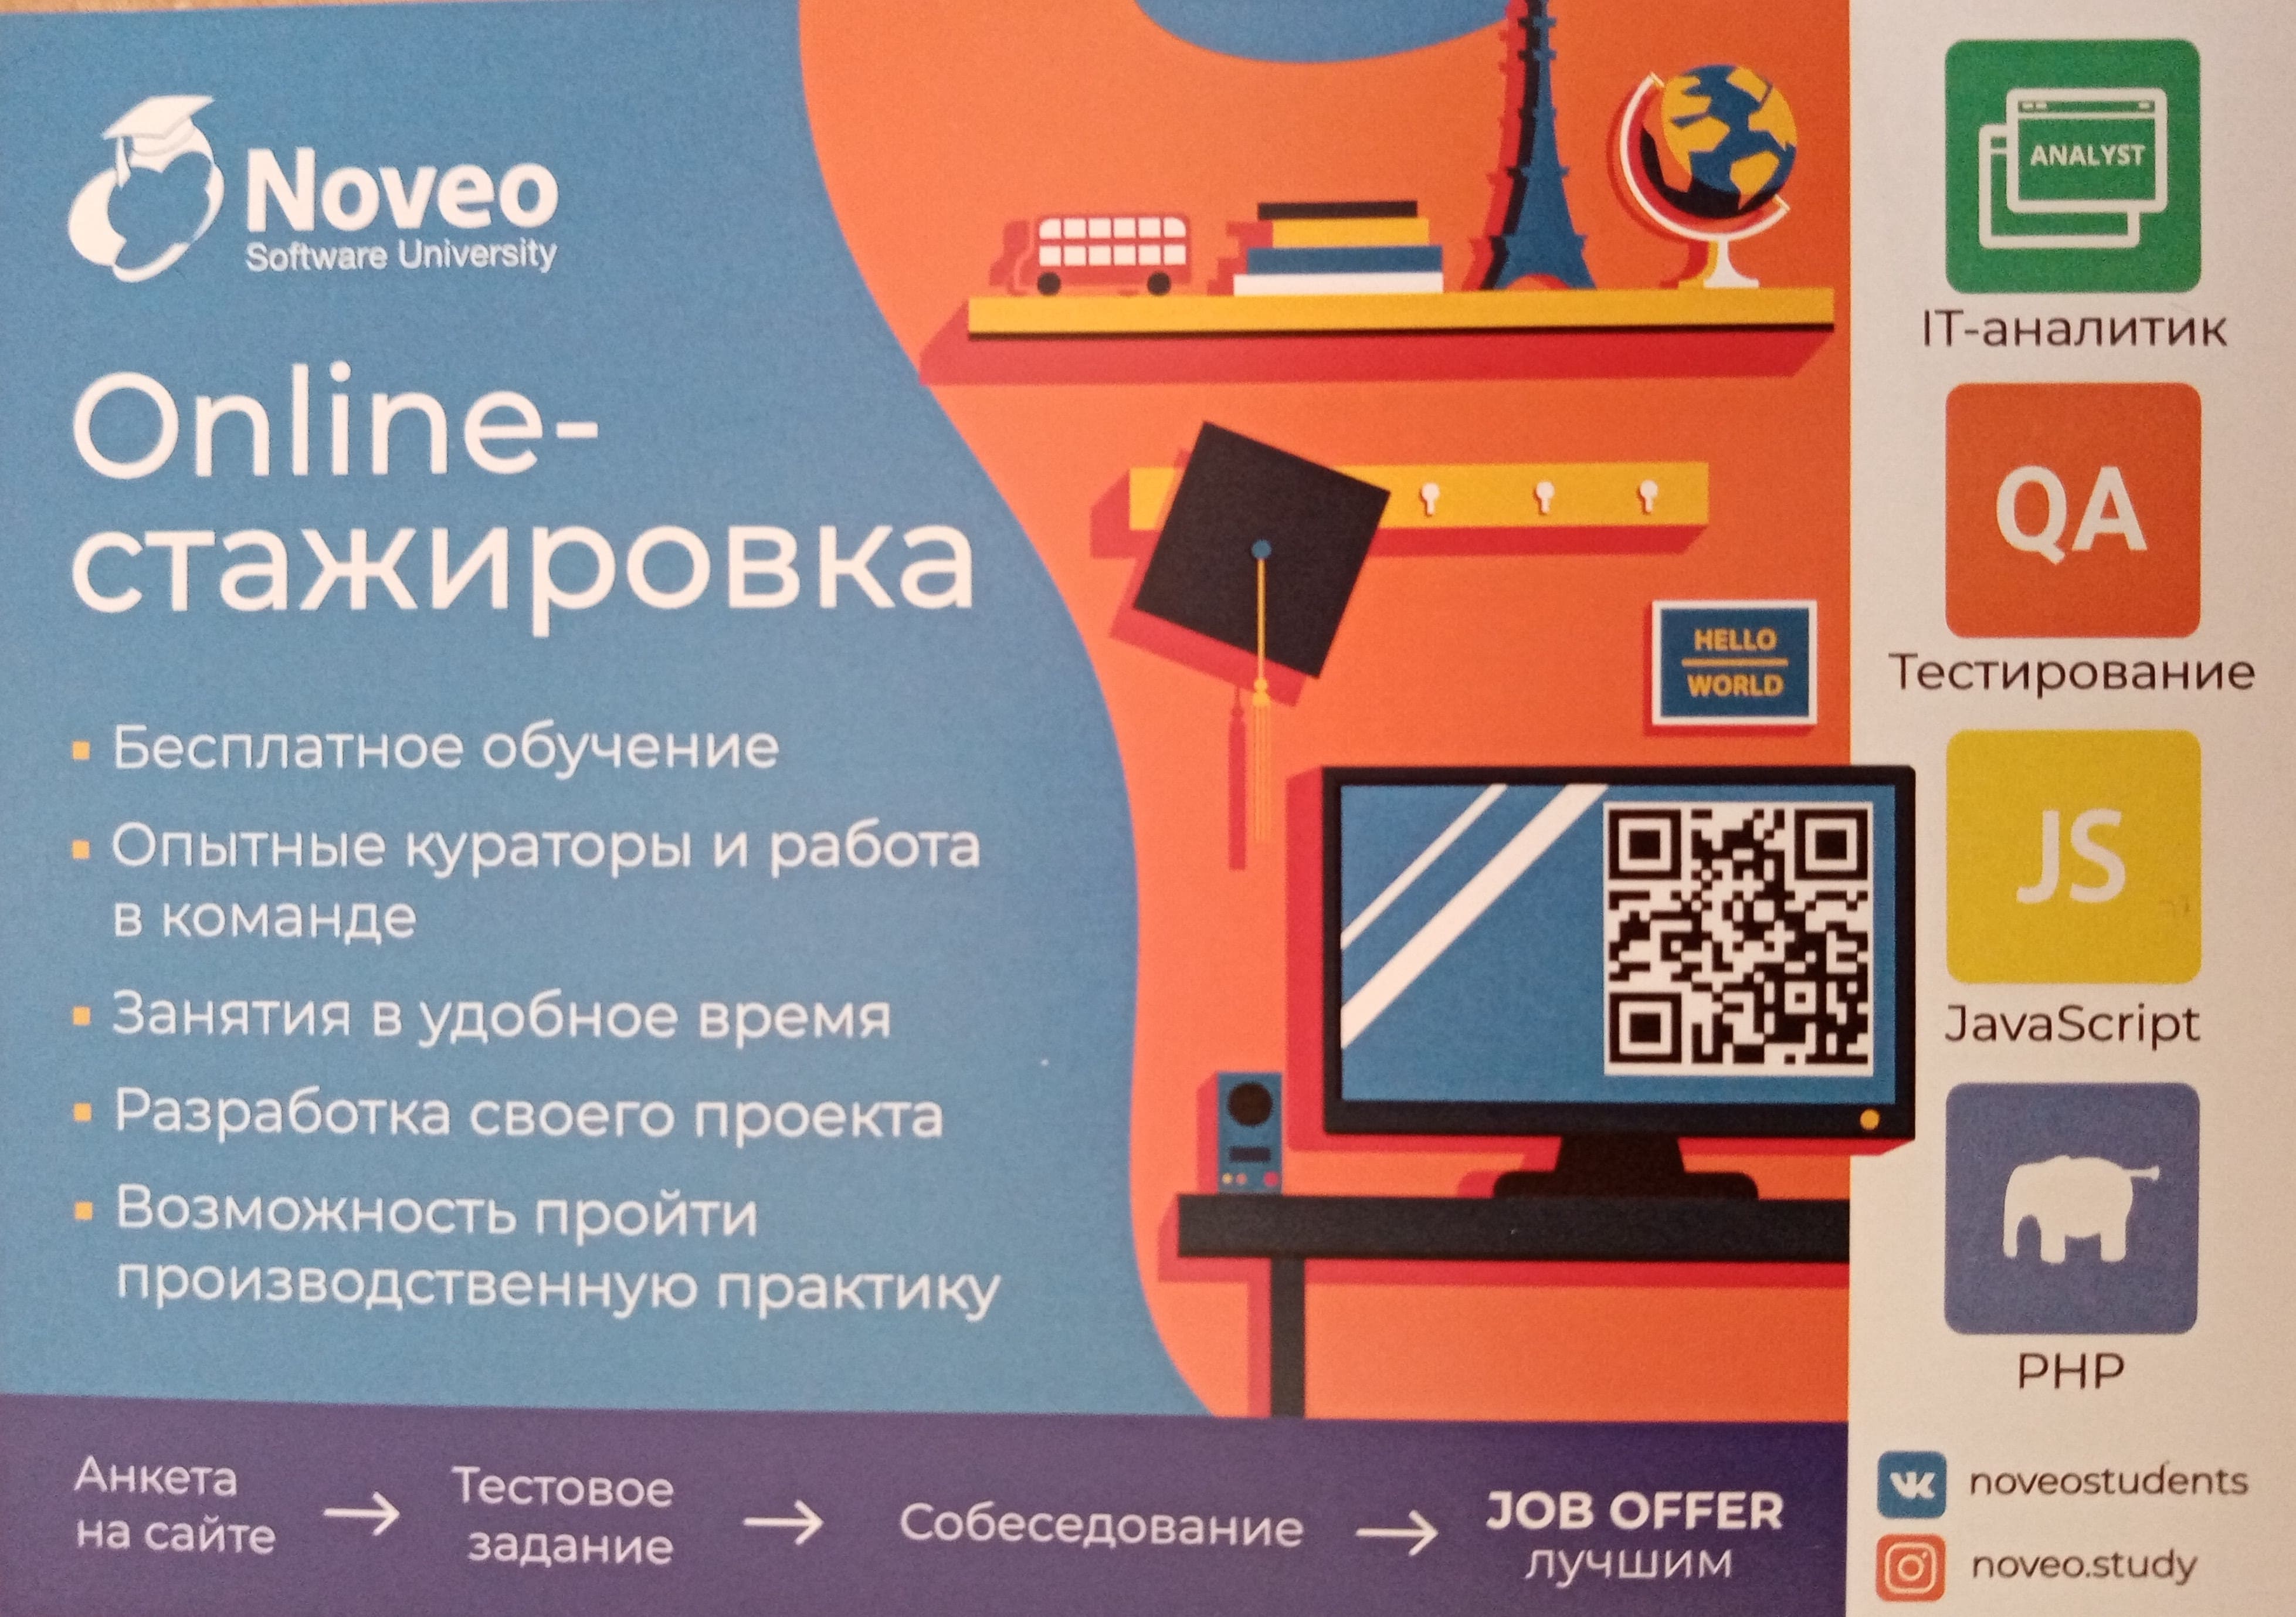 Noveo
Software University
Online-
стажировка
Бесплатное обучение
Опытные кураторы и работа
в команде
Занятия в удобное время
Разработка своего проекта
Возможность пройти
производственную практику
HELLO
WORLD
ANALYST
IT-аналитик
QA
Тестирование
JS
JavaScript
PHP
Анкета
на сайте
Тестовое
задание
Собеседование
JOB OFFER
лучшим
noveostudents
noveo.study